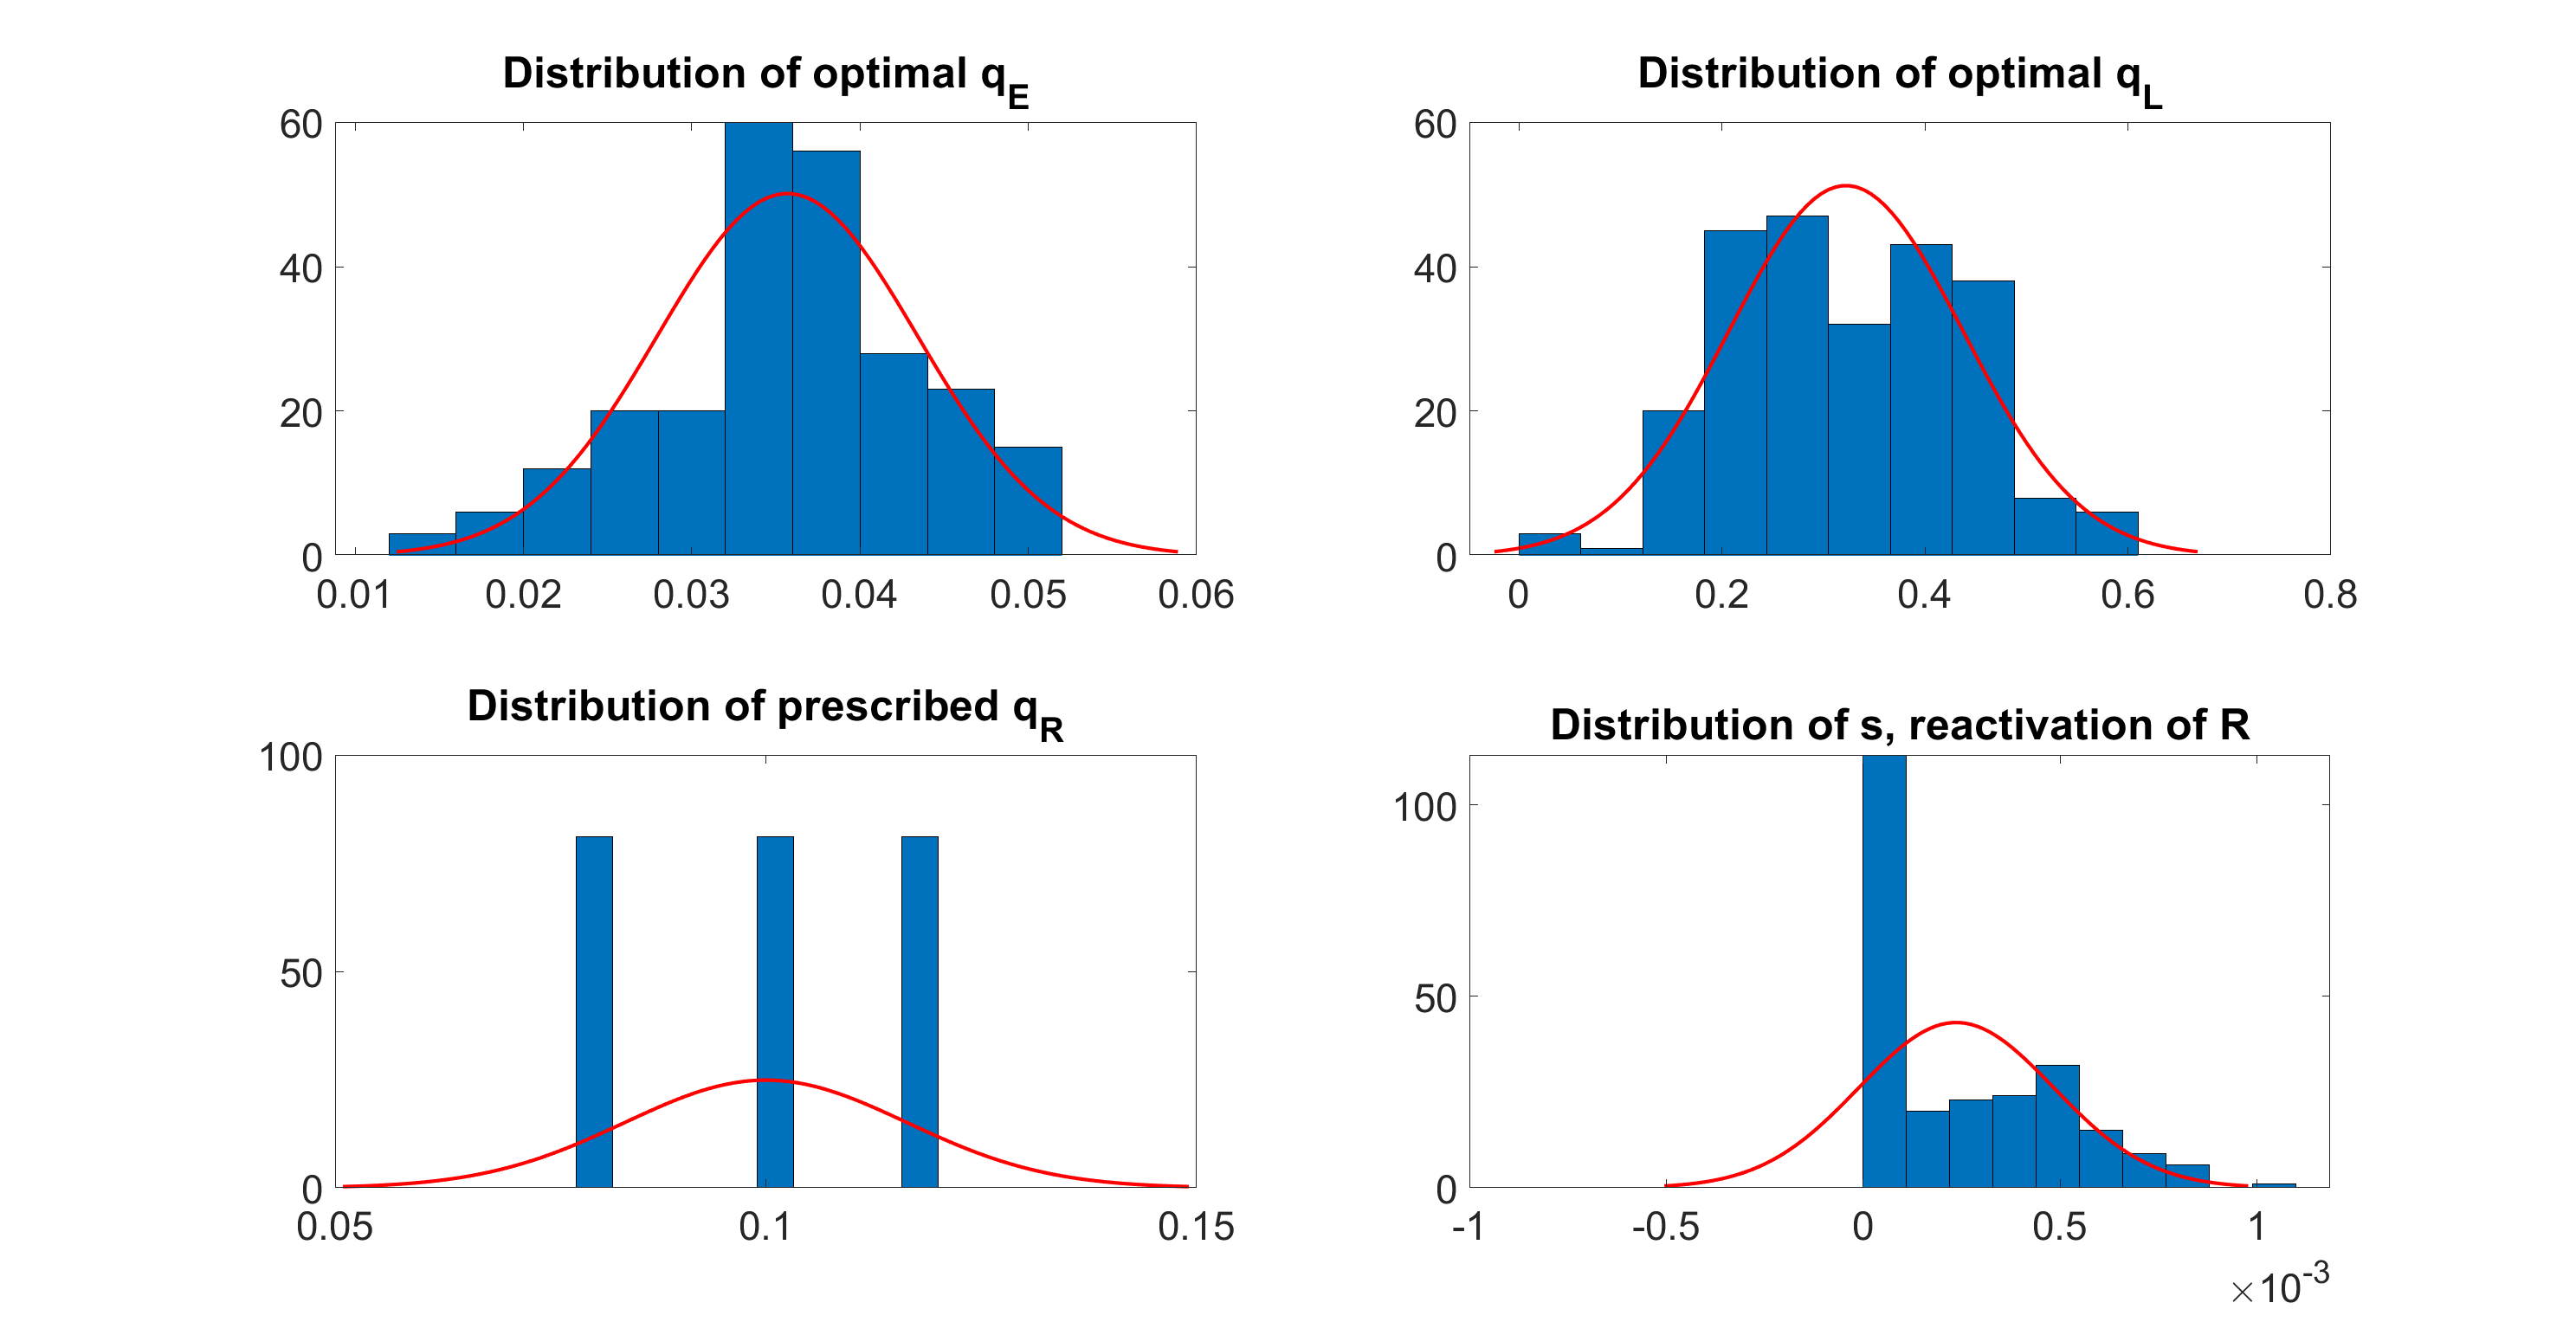 Distribution of optimal q_E
60
40
20
0
0.01 0.02 0.03 0.04 0.05 0.06
Distribution of optimal q_L
60
40
20
0
0 0.2 0.4 0.6 0.8
Distribution of prescribed q_R
100
50
0
0.05 0.1 0.15
Distribution of s, reactivation of R
100
50
0
-1 -0.5 0 0.5 1
×10^-3